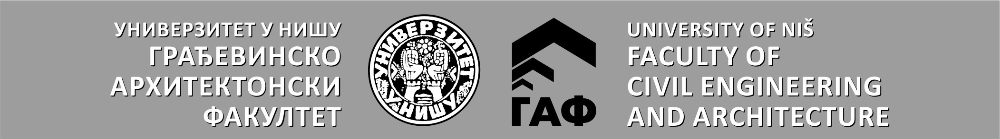 УНИВЕРЗИТЕТ У НИШУ
ГРАЂЕВИНСКО
АРХИТЕКТОНСКИ
ФАКУЛТЕТ
УНИВЕРЗИТЕТ
У НИШУ
ГАФ
UNIVERSITY OF NIŠ
FACULTY OF
CIVIL ENGINEERING
AND ARCHITECTURE